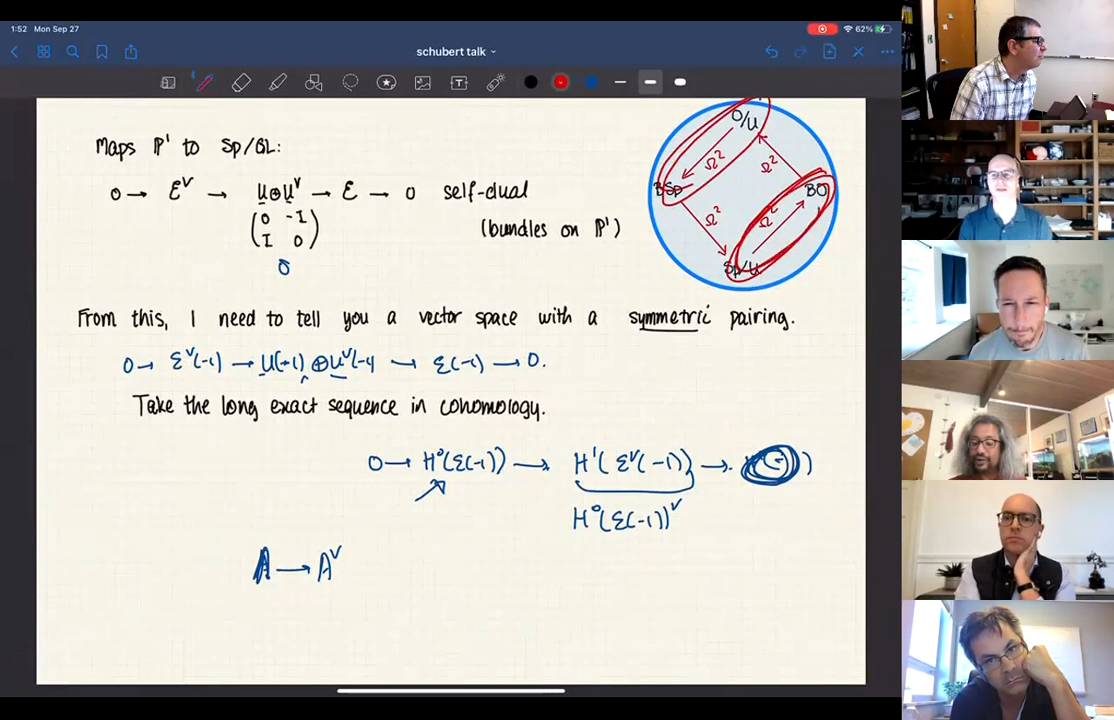 1:52 Mon Sep 27
62%
schubert talk
Maps ℙ¹ to Sp/GL:
0 → Ɛ^∨ → U⊕U^∨ → Ɛ → 0 self-dual
(0 -I
I 0)
(bundles on ℙ¹)
O/U
Ω² Ω²
BSp BO
Ω² Ω²
Sp/U
From this, I need to tell you a vector space with a symmetric pairing.
0 → Ɛ^∨(-1) → U(-1) ⊕ U^∨(-1) → Ɛ(-1) → 0.
Take the long exact sequence in cohomology.
0 → H⁰(Ɛ(-1)) → H¹(Ɛ^∨(-1)) →
H⁰(Ɛ(-1))^∨
A → A^∨